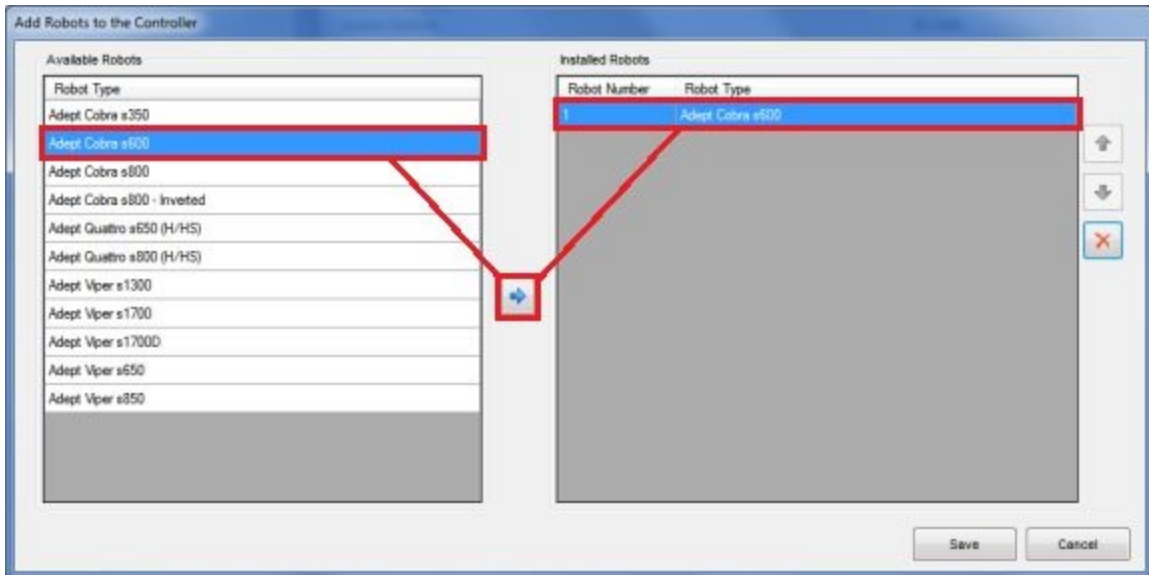 Add Robots to the Controller
Available Robots
Installed Robots
Robot Type
Robot Number Robot Type
Adept Cobra s350
1 Adept Cobra s600
Adept Cobra s600
Adept Cobra s800
Adept Cobra s800 - Inverted
Adept Quattro s650 (H/HS)
Adept Quattro s800 (H/HS)
Adept Viper s1300
Adept Viper s1700
Adept Viper s1700D
Adept Viper s650
Adept Viper s850
Save
Cancel